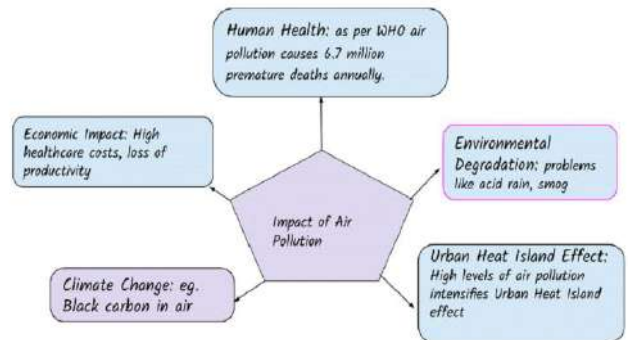 Human Health: as per WHO air
pollution causes 6.7 million
premature deaths annually.
Economic Impact: High
healthcare costs, loss of
productivity
Environmental
Degradation: problems
like acid rain, smog
Impact of Air
Pollution
Climate Change: eg.
Black carbon in air
Urban Heat Island Effect:
High levels of air pollution
intensifies Urban Heat Island
effect